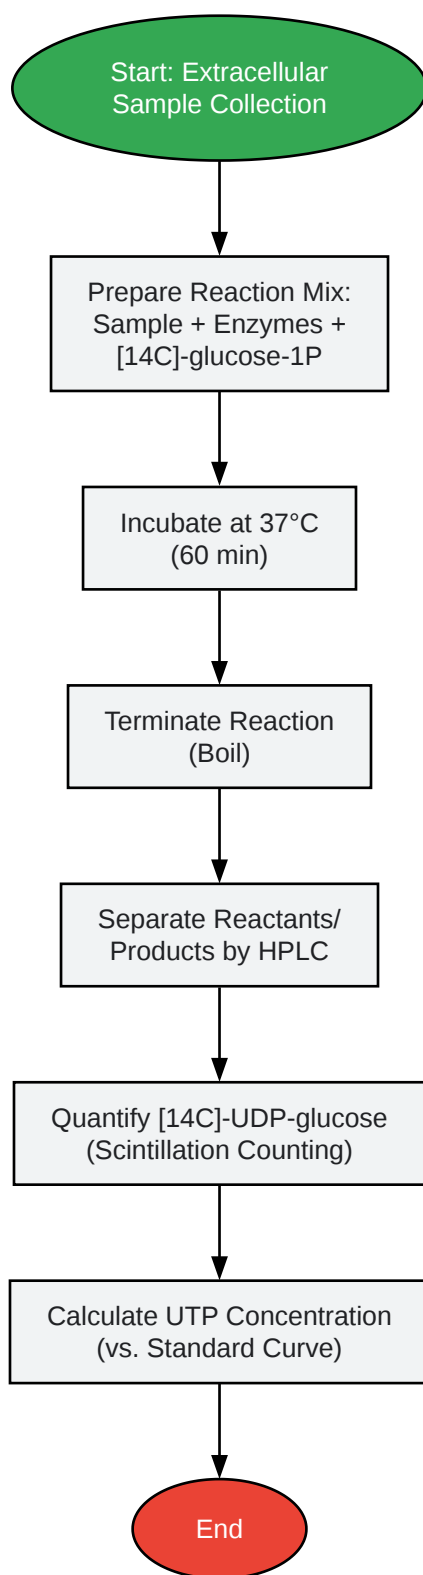 Start: Extracellular
Sample Collection
Prepare Reaction Mix:
Sample + Enzymes +
[14C]-glucose-1P
Incubate at 37°C
(60 min)
Terminate Reaction
(Boil)
Separate Reactants/
Products by HPLC
Quantify [14C]-UDP-glucose
(Scintillation Counting)
Calculate UTP Concentration
(vs. Standard Curve)
End